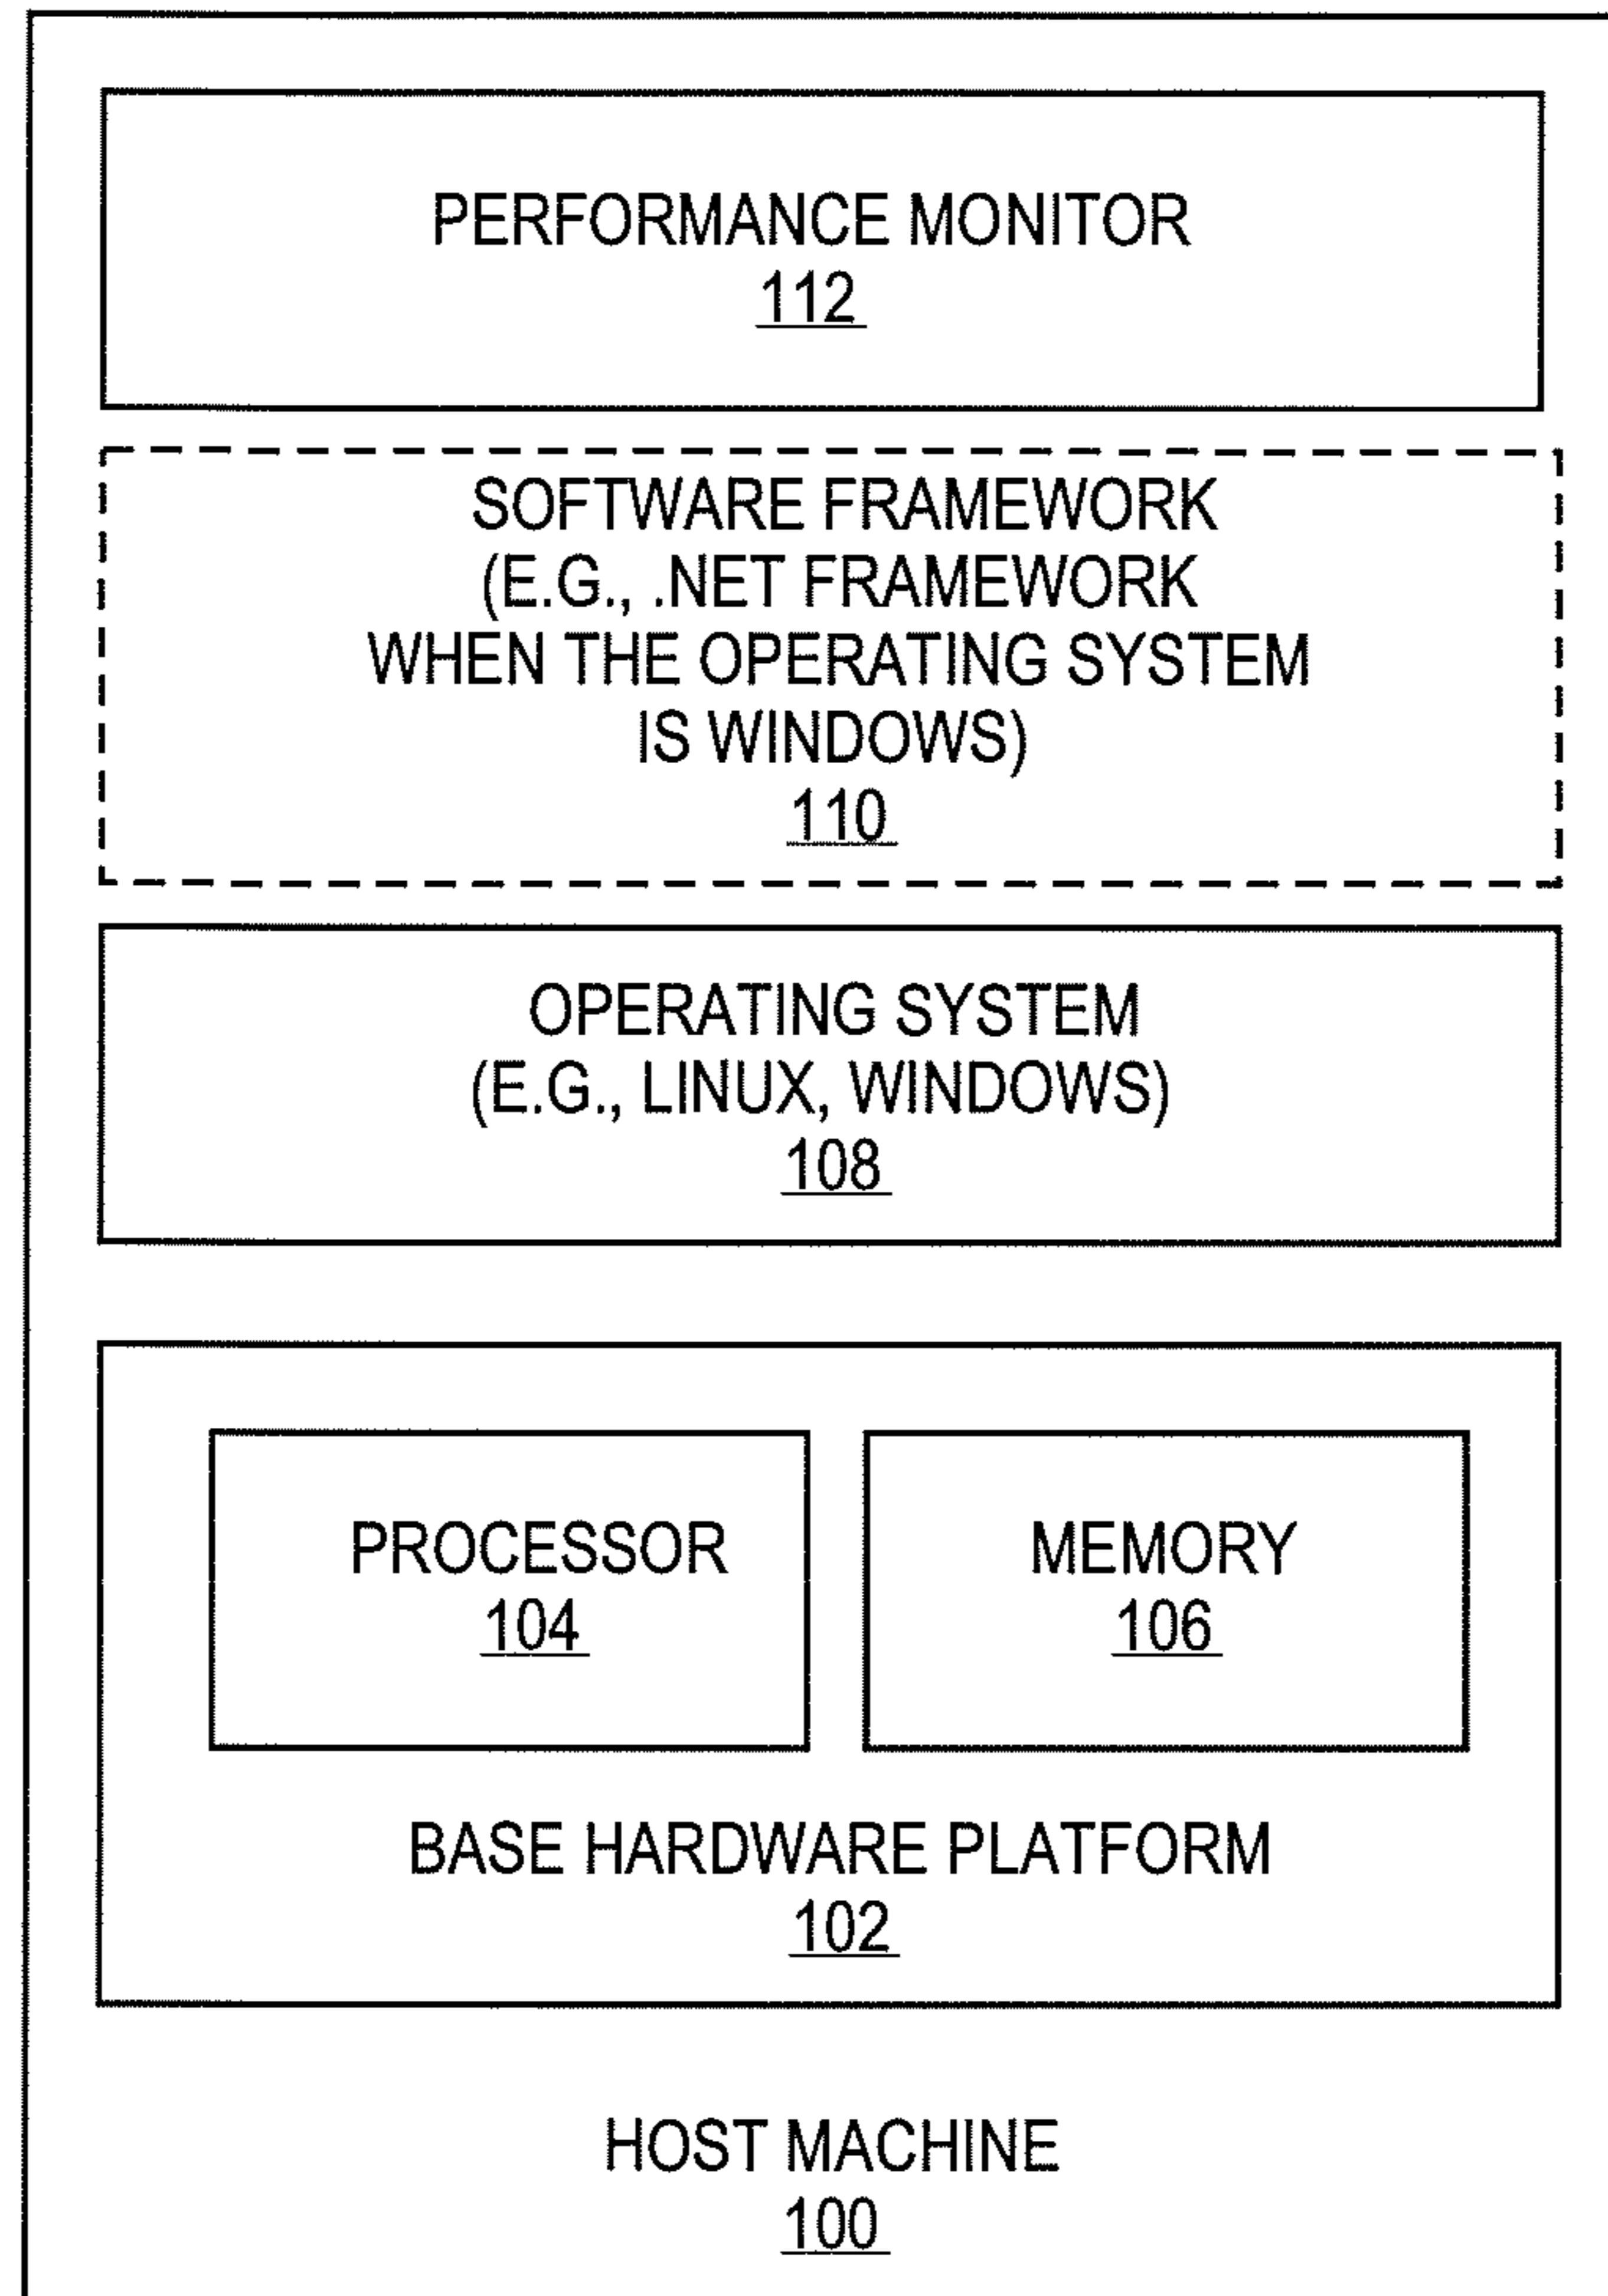 PERFORMANCE MONITOR
112
SOFTWARE FRAMEWORK
(E.G., .NET FRAMEWORK
WHEN THE OPERATING SYSTEM
IS WINDOWS)
110
OPERATING SYSTEM
(E.G., LINUX, WINDOWS)
108
PROCESSOR
104
MEMORY
106
BASE HARDWARE PLATFORM
102
HOST MACHINE
100